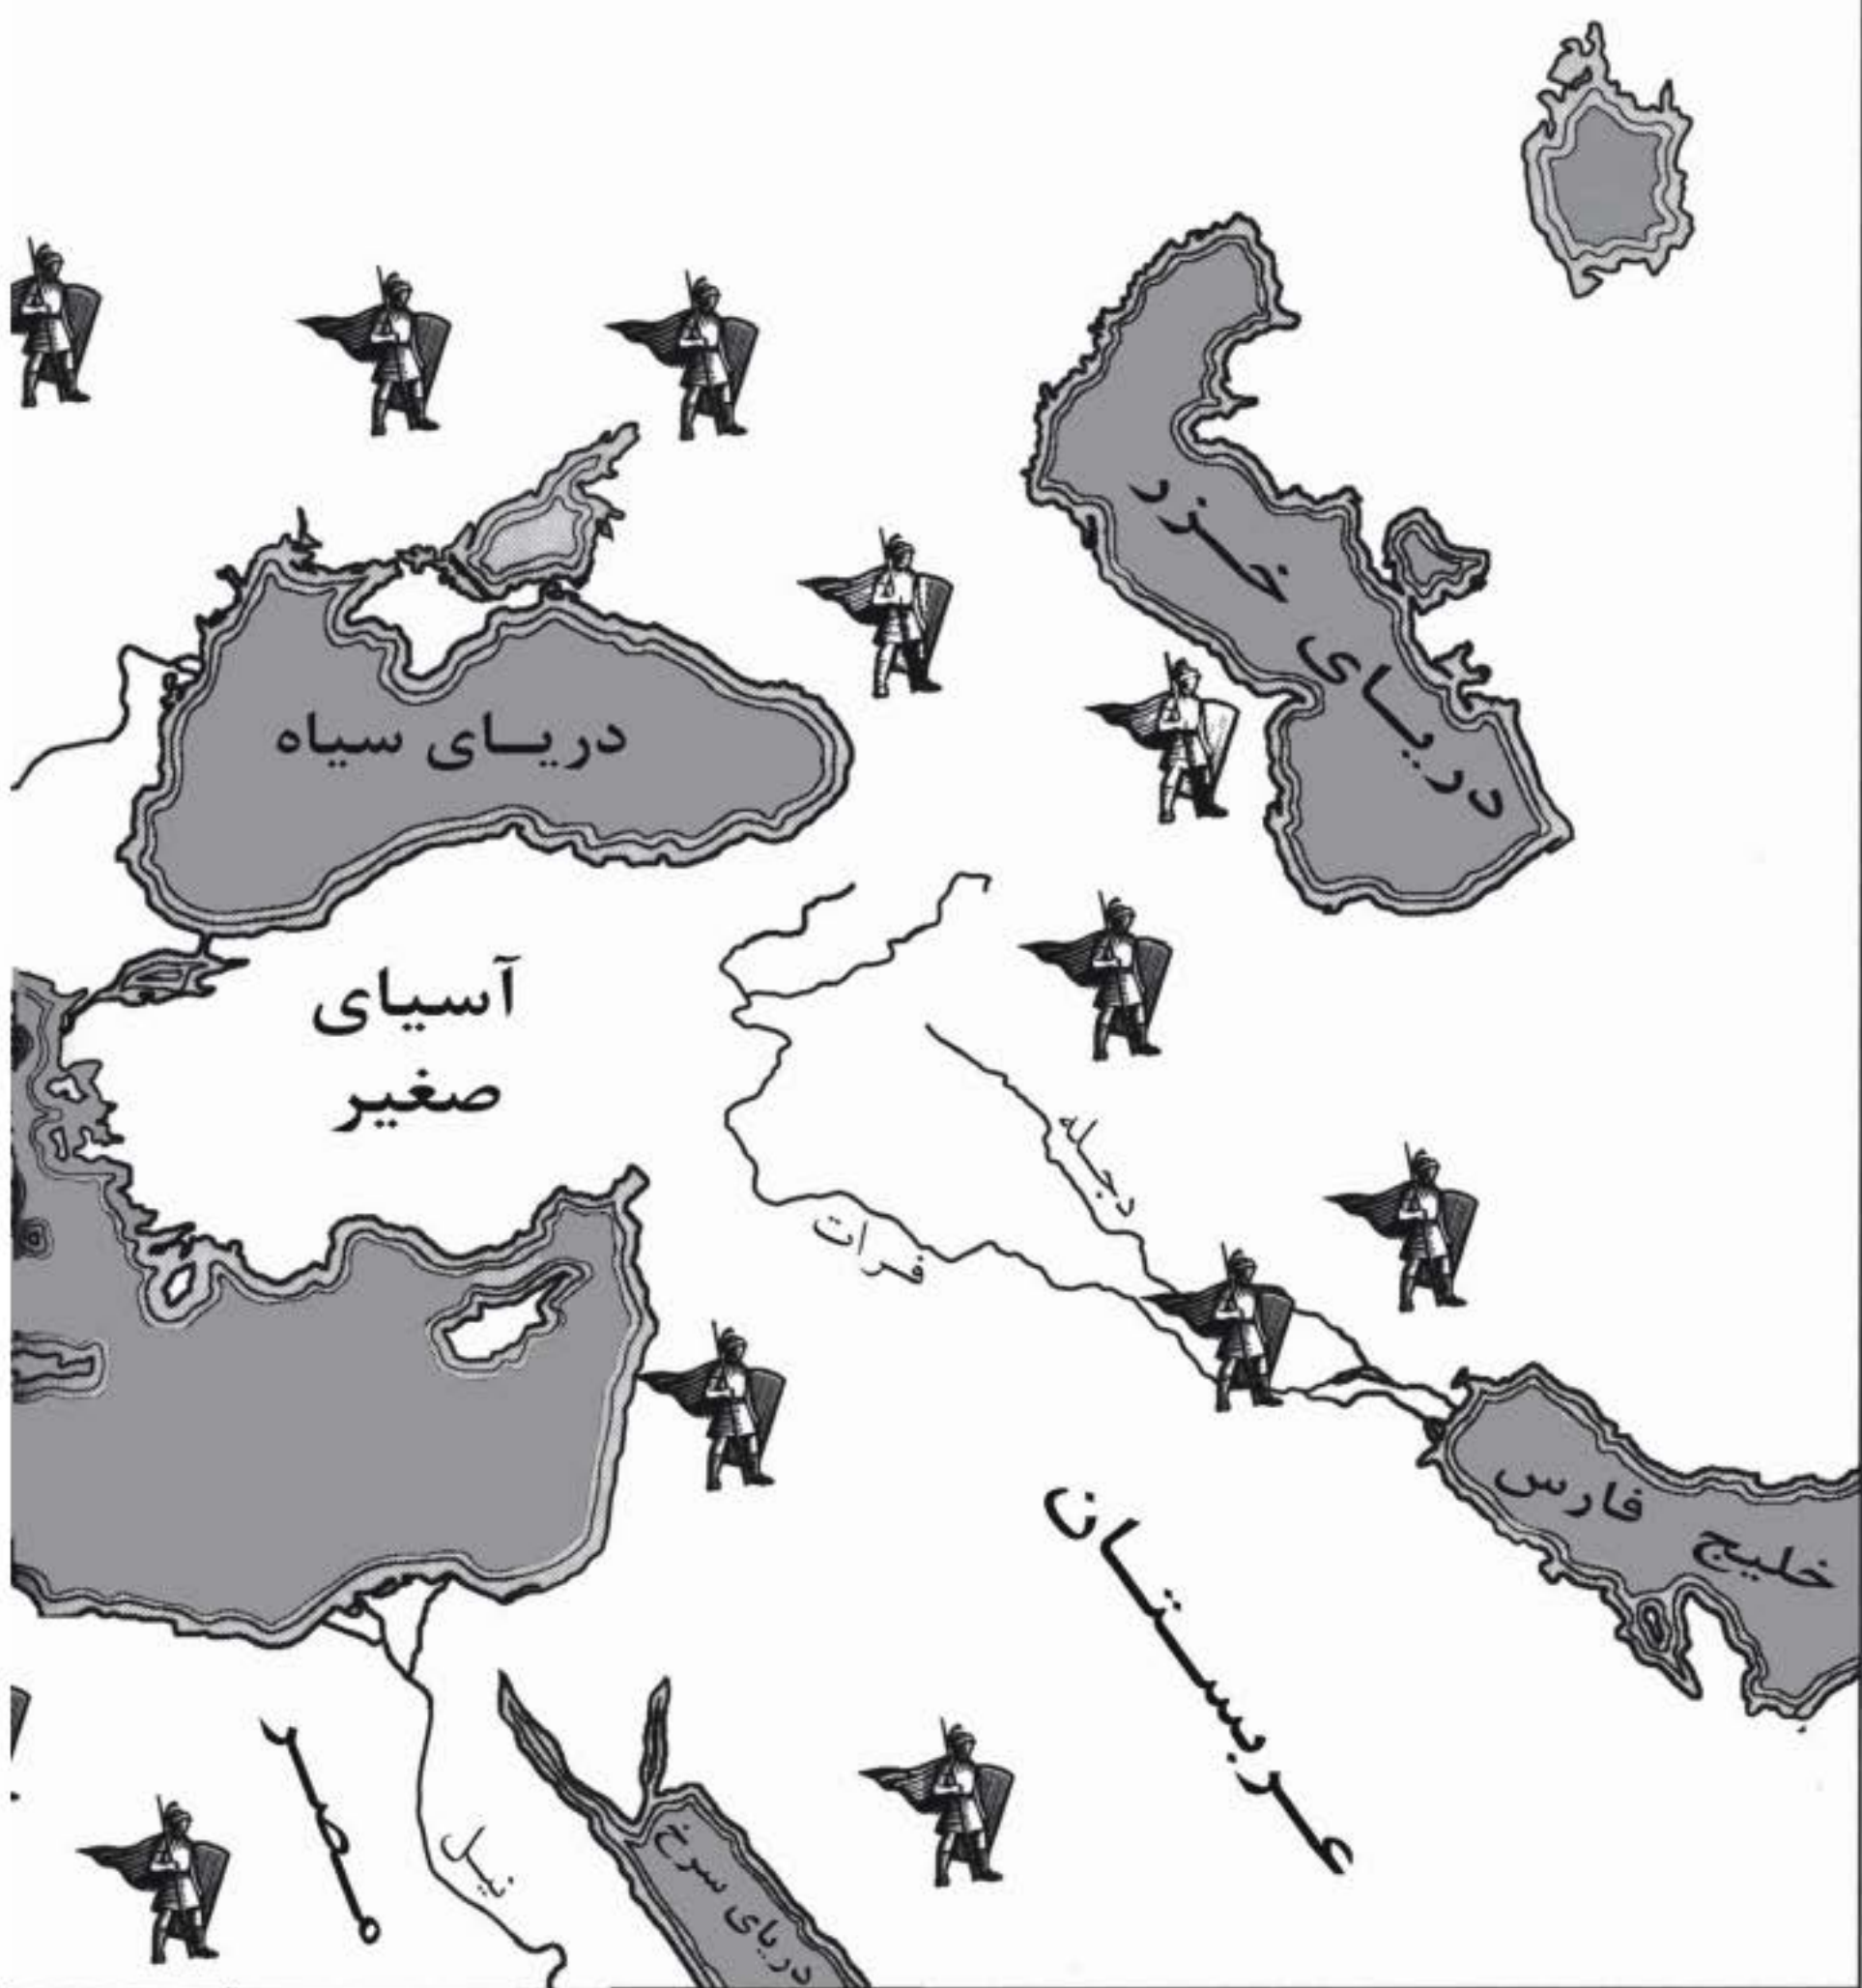 دریای خزر
دریای سیاه
آسیای
صغیر
دجله
فرات
خلیج فارس
عربستان
مصر
نیل
دریای سرخ